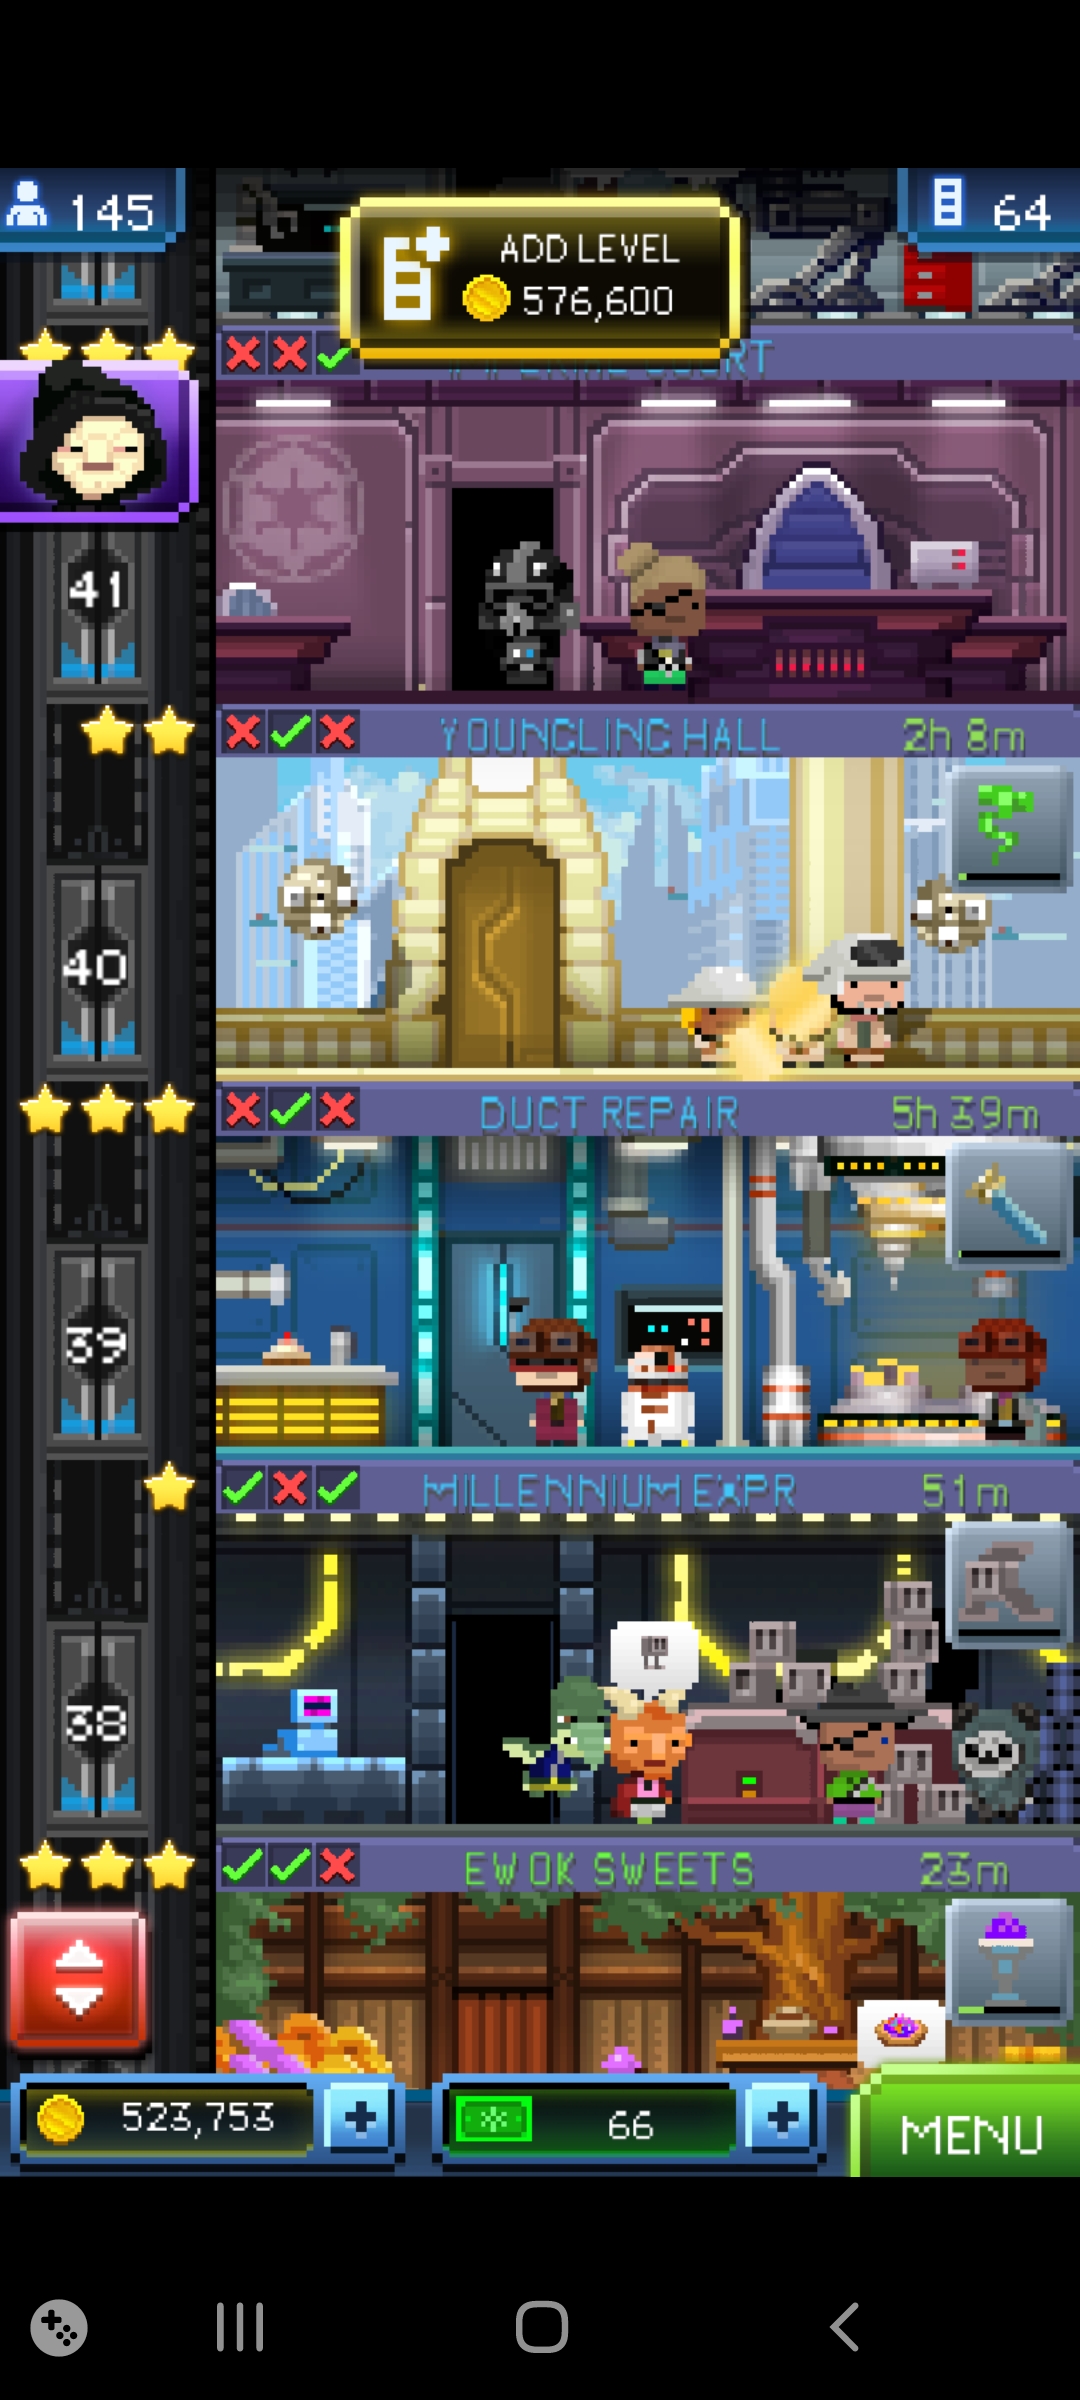 145
ADD LEVEL
576,600
64
41
YOUNGLING HALL 2h 8m
40
DUCT REPAIR 5h 39m
39
MILLENNIUM EXPR 51m
38
EWOK SWEETS 23m
523,753
66
MENU